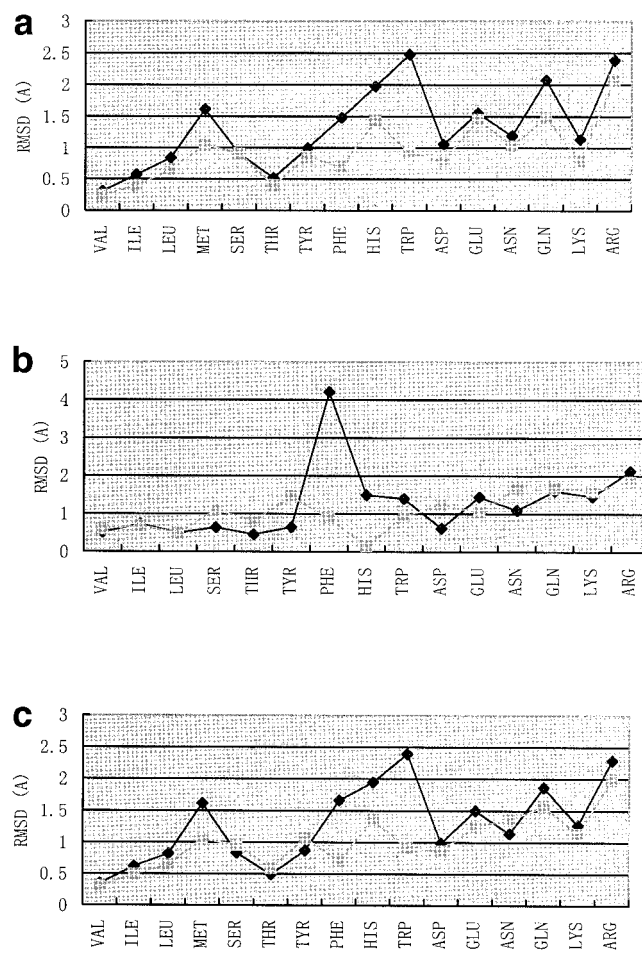 a
3
2.5
2
1.5
1
0.5
0
RMSD (A)
VAL ILE LEU MET SER THR TYR PHE HIS TRP ASP GLU ASN GLN LYS ARG
b
5
4
3
2
1
0
RMSD (A)
VAL ILE LEU SER THR TYR PHE HIS TRP ASP GLU ASN GLN LYS ARG
c
3
2.5
2
1.5
1
0.5
0
RMSD (A)
VAL ILE LEU MET SER THR TYR PHE HIS TRP ASP GLU ASN GLN LYS ARG